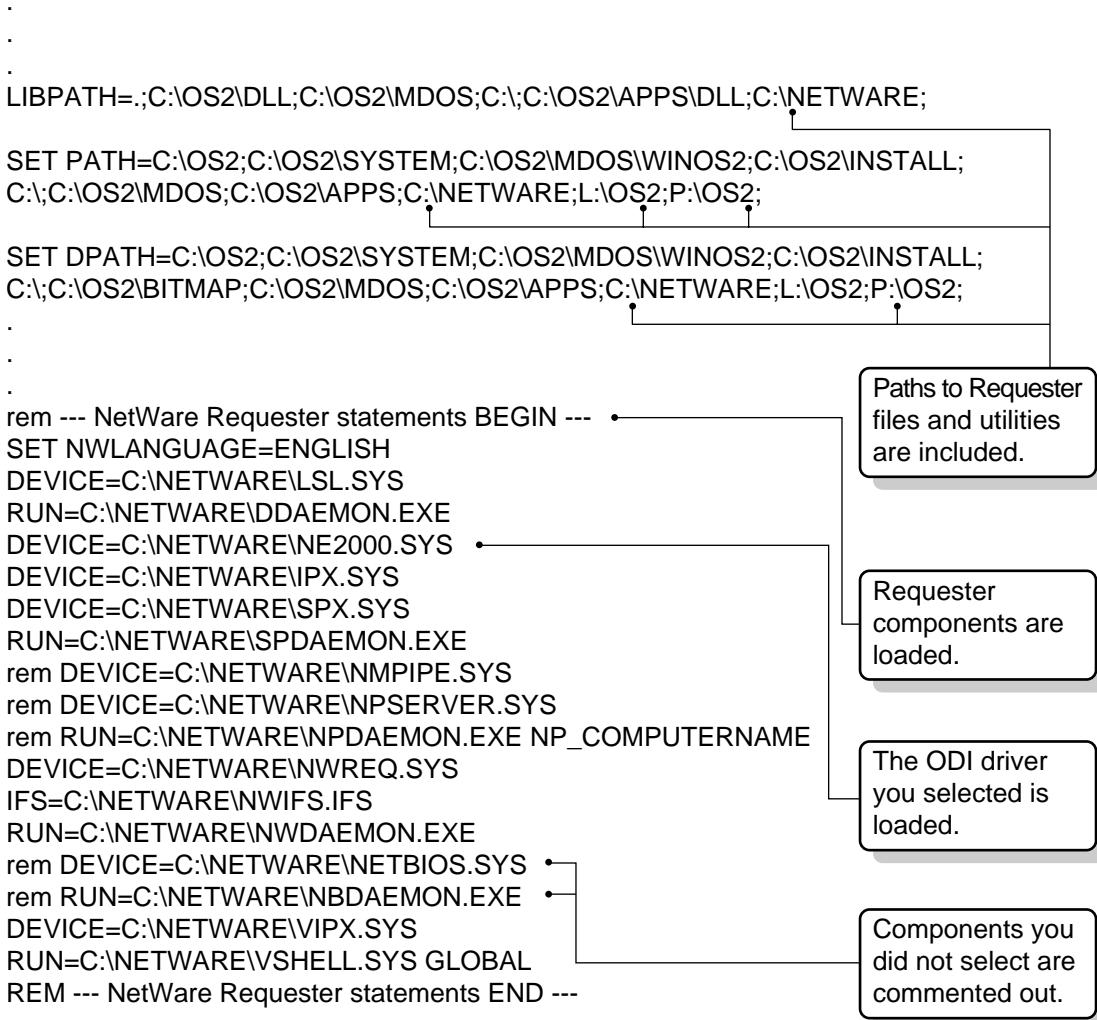 .
.
.
LIBPATH=.;C:\OS2\DLL;C:\OS2\MDOS;C:\;C:\OS2\APPS\DLL;C:\NETWARE;
SET PATH=C:\OS2;C:\OS2\SYSTEM;C:\OS2\MDOS\WINOS2;C:\OS2\INSTALL;
C:\;C:\OS2\MDOS;C:\OS2\APPS;C:\NETWARE;L:\OS2;P:\OS2;
SET DPATH=C:\OS2;C:\OS2\SYSTEM;C:\OS2\MDOS\WINOS2;C:\OS2\INSTALL;
C:\;C:\OS2\BITMAP;C:\OS2\MDOS;C:\OS2\APPS;C:\NETWARE;L:\OS2;P:\OS2;
.
.
.
rem --- NetWare Requester statements BEGIN ---
SET NWLANGUAGE=ENGLISH
DEVICE=C:\NETWARE\LSL.SYS
RUN=C:\NETWARE\DDAEMON.EXE
DEVICE=C:\NETWARE\NE2000.SYS
DEVICE=C:\NETWARE\IPX.SYS
DEVICE=C:\NETWARE\SPX.SYS
RUN=C:\NETWARE\SPDAEMON.EXE
rem DEVICE=C:\NETWARE\NMPIPE.SYS
rem DEVICE=C:\NETWARE\NPSERVER.SYS
rem RUN=C:\NETWARE\NPDAEMON.EXE NP_COMPUTERNAME
DEVICE=C:\NETWARE\NWREQ.SYS
IFS=C:\NETWARE\NWIFS.IFS
RUN=C:\NETWARE\NWDAEMON.EXE
rem DEVICE=C:\NETWARE\NETBIOS.SYS
rem RUN=C:\NETWARE\NBDAEMON.EXE
DEVICE=C:\NETWARE\VIPX.SYS
RUN=C:\NETWARE\VSHELL.SYS GLOBAL
REM --- NetWare Requester statements END ---
Paths to Requester
files and utilities
are included.
Requester
components are
loaded.
The ODI driver
you selected is
loaded.
Components you
did not select are
commented out.